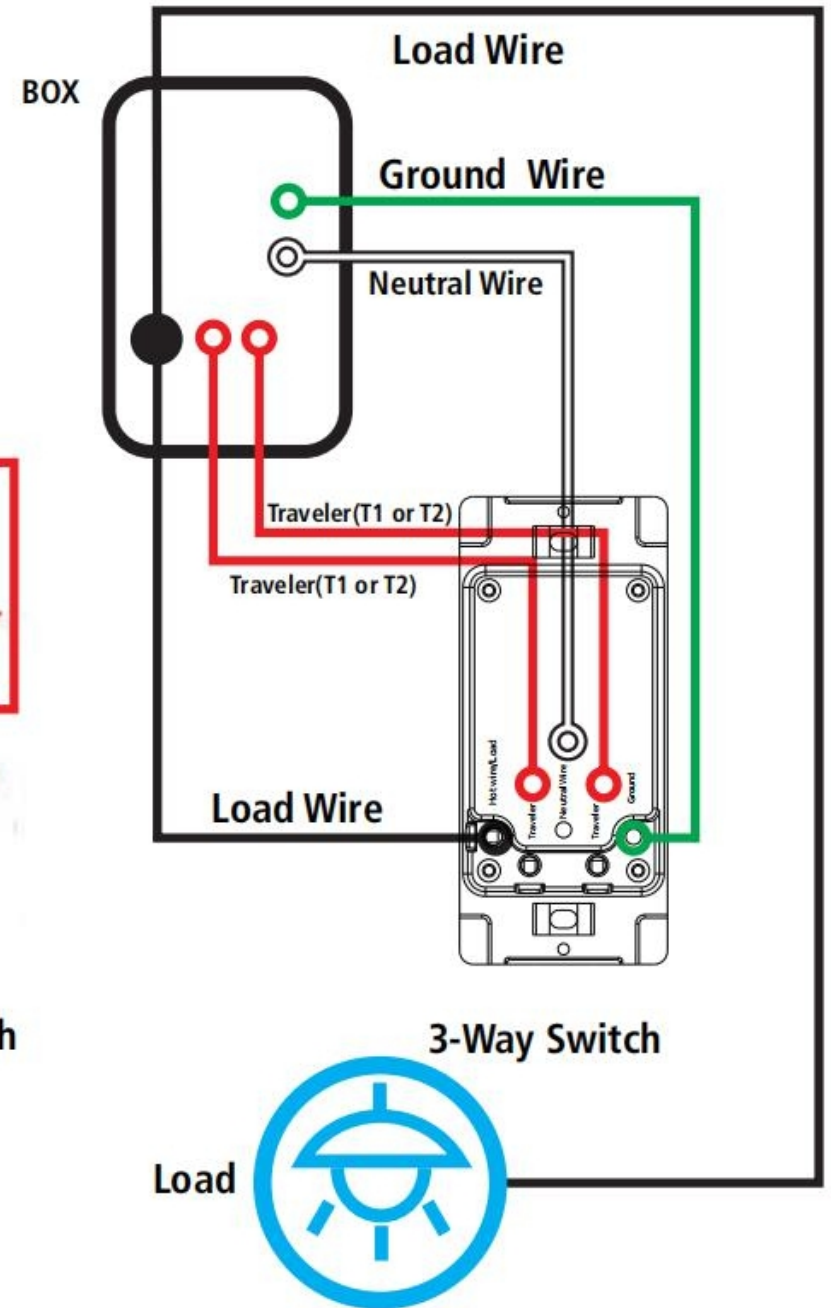 Load Wire
BOX
Ground Wire
Neutral Wire
Traveler(T1 or T2)
Traveler(T1 or T2)
Hot wire/Load
Traveler
Neutral Wire
Traveler
Ground
Load Wire
h
3-Way Switch
Load